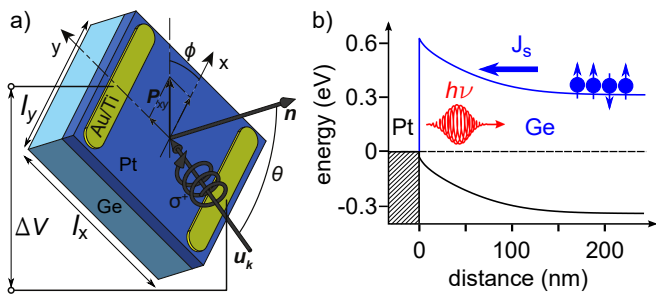 a)
y
ϕ
x
P_xy
Au/Ti
n
l_y
Pt
θ
σ⁺
Ge
l_x
ΔV
u_k
b)
0.6
J_s
hν
0.3
Pt
Ge
0
-0.3
energy (eV)
0 100 200
distance (nm)